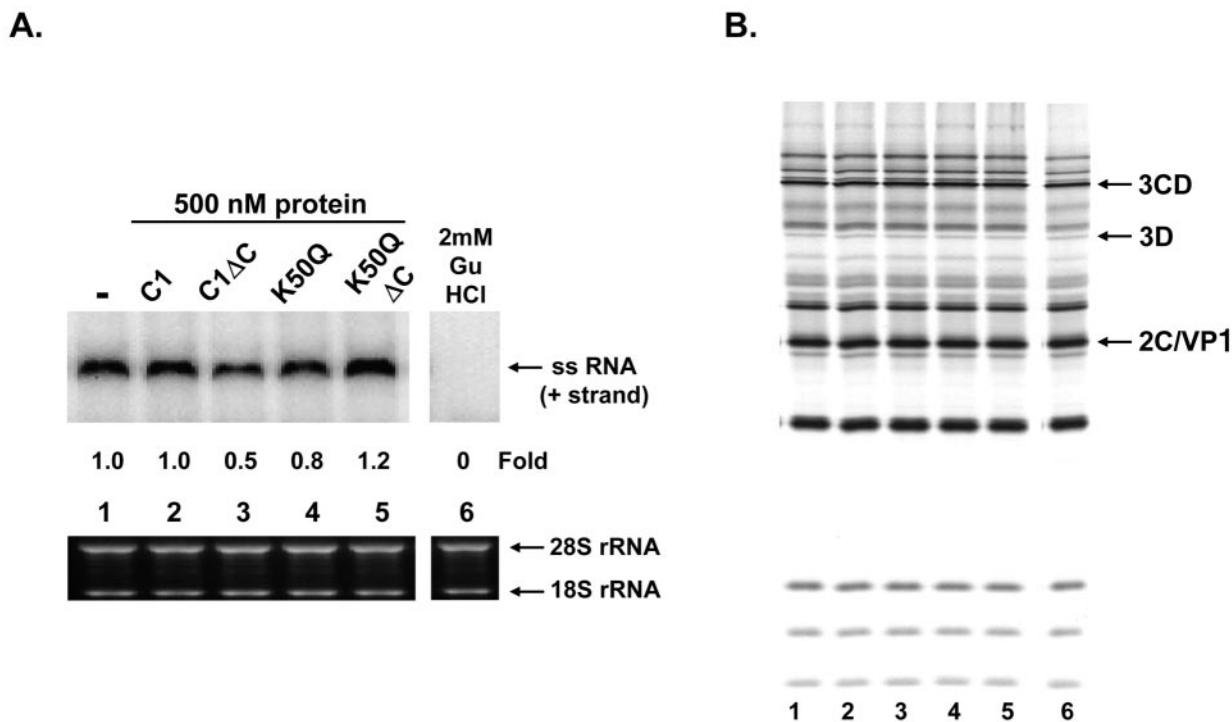 A.
500 nM protein
-
C1
C1ΔC
K50Q
K50Q
ΔC
2mM
Gu
HCl
ss RNA
(+ strand)
1.0 1.0 0.5 0.8 1.2 0 Fold
1 2 3 4 5 6
28S rRNA
18S rRNA
B.
3CD
3D
2C/VP1
1 2 3 4 5 6